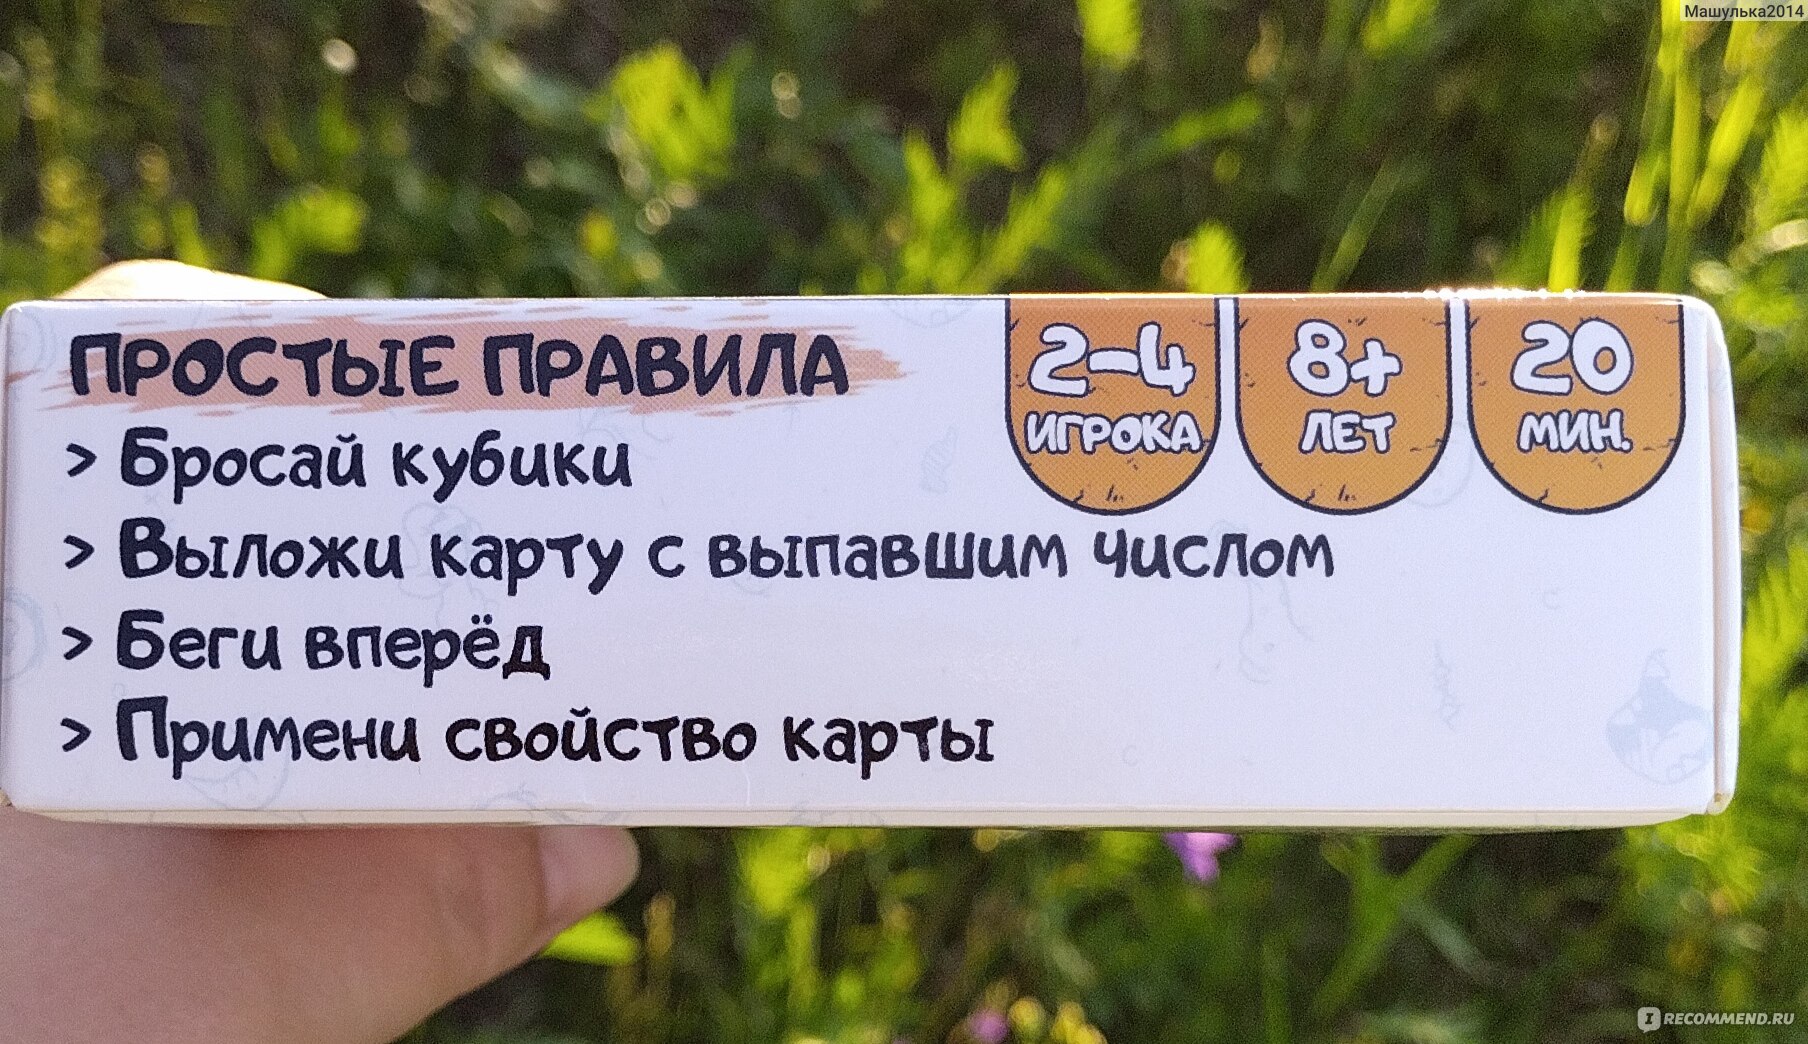 Машулька2014
ПРОСТЫЕ ПРАВИЛА
> Бросай кубики
> Выложи карту с выпавшим числом
> Беги вперёд
> Примени свойство карты
2-4
ИГРОКА
8+
ЛЕТ
20
МИН.
IRECOMMEND.RU